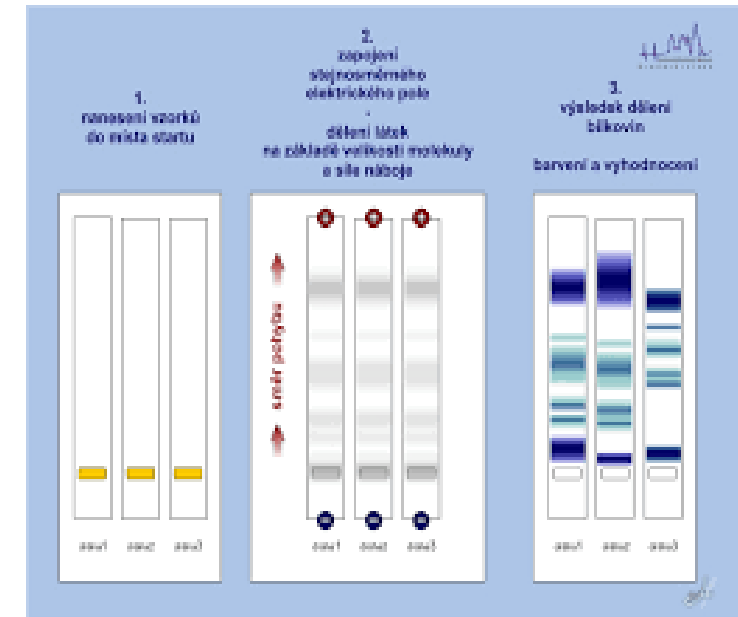 1.
nanesení vzorků
do místa startu
2.
zapojení
stejnosměrného
elektrického pole
-
dělení látek
na základě velikosti molekuly
a síle náboje
3.
výsledek dělení
bílkovin
barvení a vyhodnocení
směr pohybu
+ + +
- - -